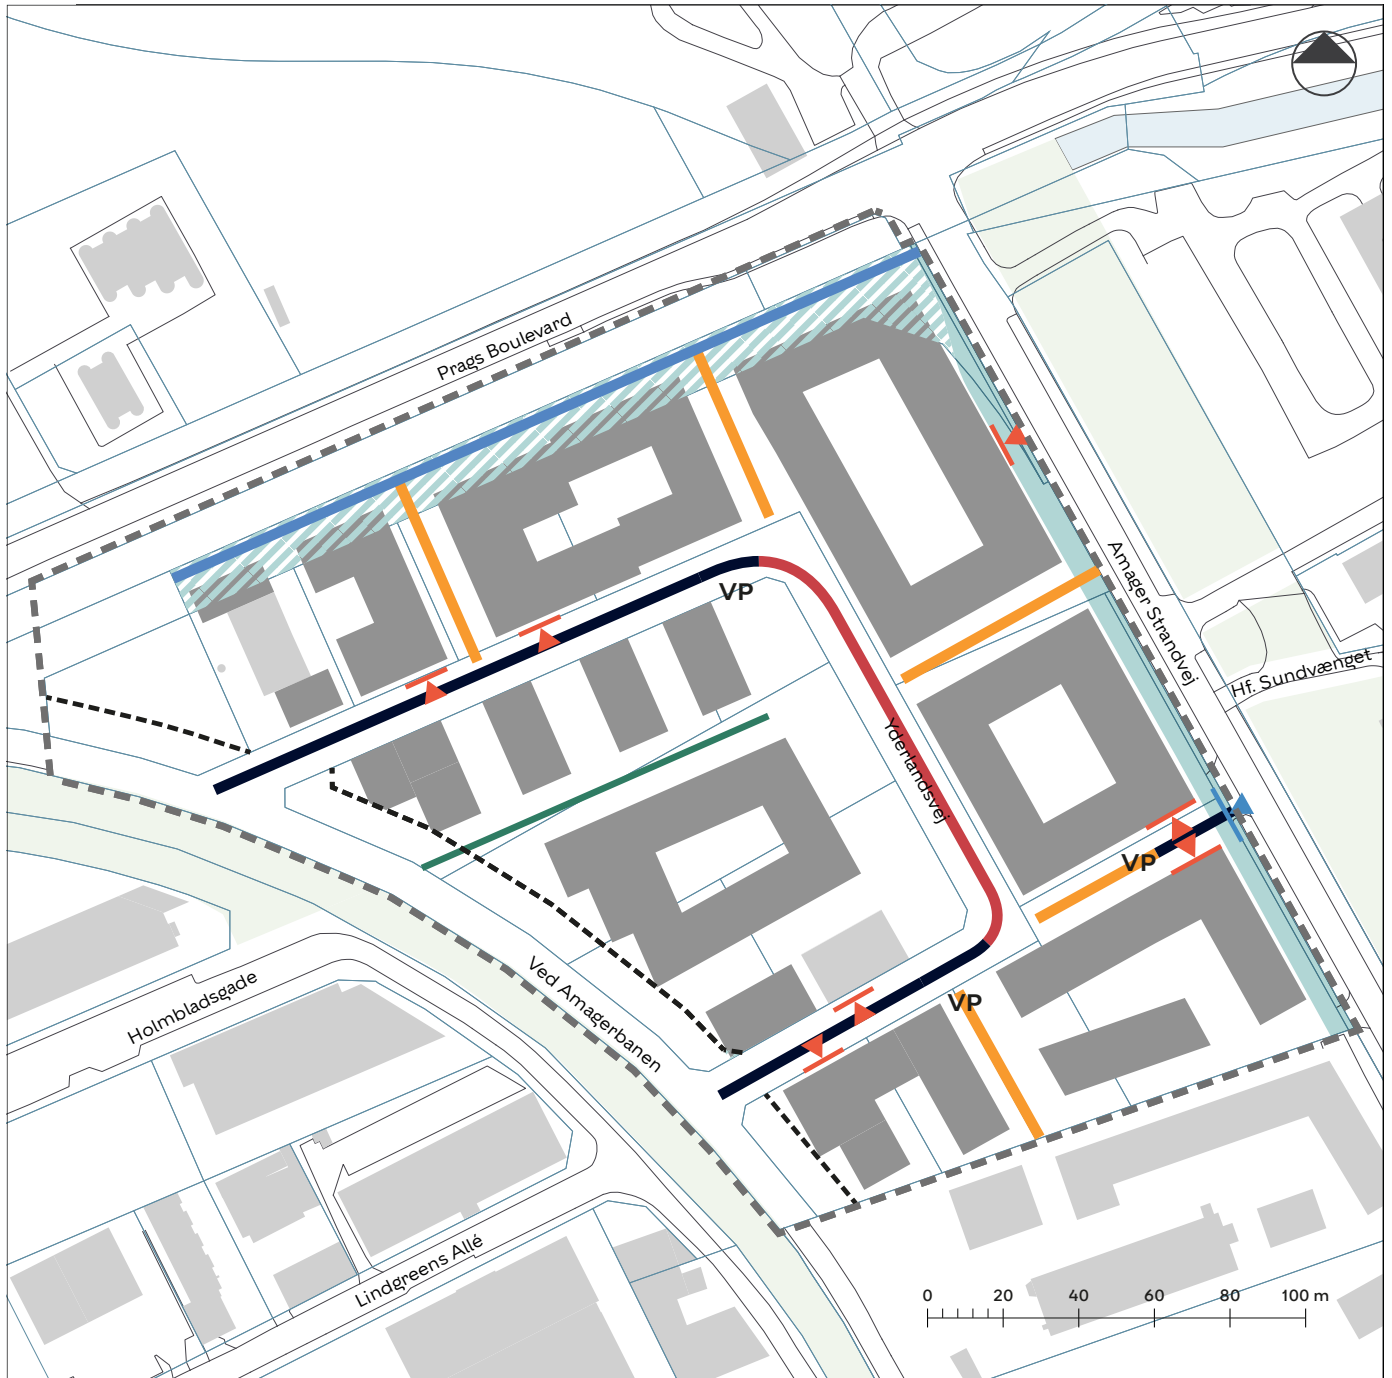 Prags Boulevard
VP
Amager Strandvej
Hf. Sundvænget
Yderlandsvej
VP
Ved Amagerbanen
Holmbladsgade
VP
Lindgreens Allé
0 20 40 60 80 100 m